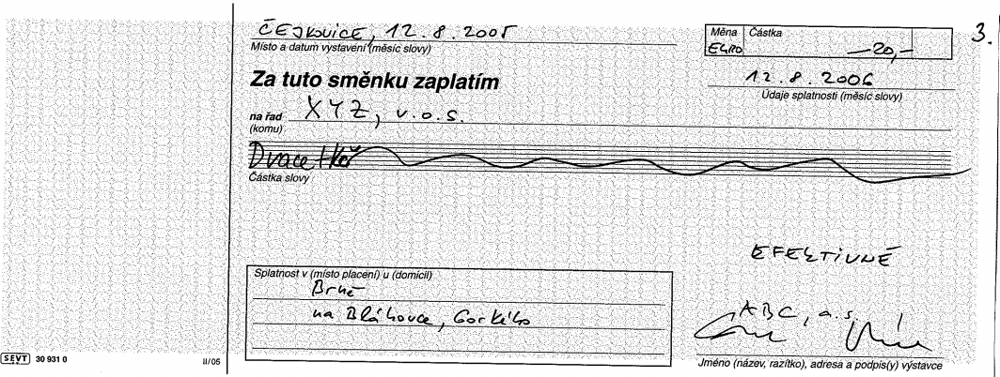 ČEJKOVICE, 12.8.2005
Místo a datum vystavení (měsíc slovy)
Měna Částka
EURO —20,—
3.
Za tuto směnku zaplatím
12.8.2006
Údaje splatnosti (měsíc slovy)
na řad XYZ, v.o.s.
(komu)
Dvacet
Částka slovy
EFEKTIVNĚ
Splatnost v (místo placení) u (domicil)
Brně
na Bláhovce, Gorkého
ABC, a.s.
Jméno (název, razítko), adresa a podpis(y) výstavce
SEVT 30 931 0
II/05